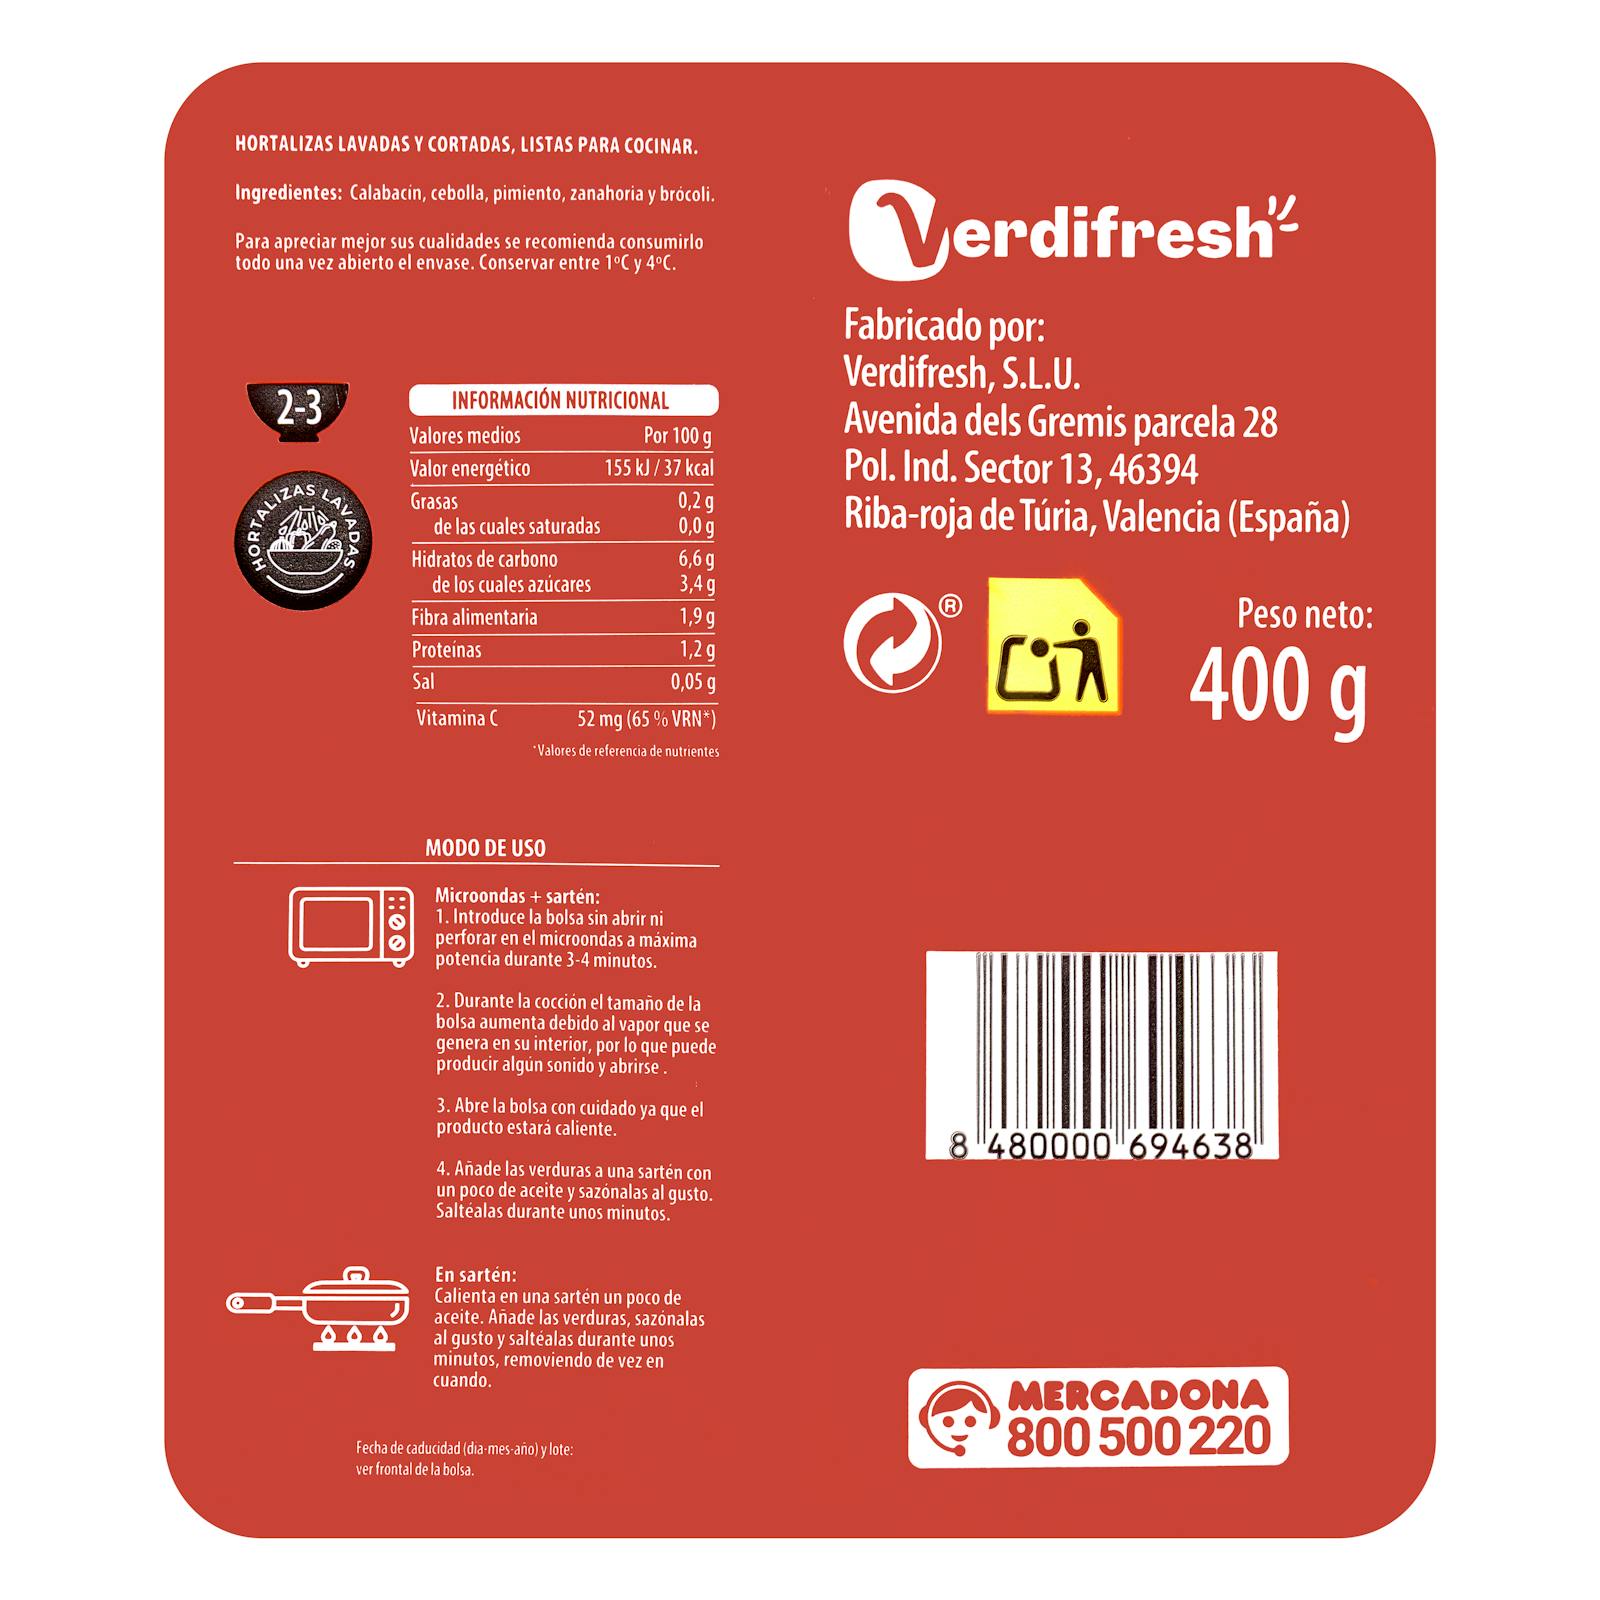 HORTALIZAS LAVADAS Y CORTADAS, LISTAS PARA COCINAR.
Ingredientes: Calabacín, cebolla, pimiento, zanahoria y brócoli.
Para apreciar mejor sus cualidades se recomienda consumirlo
todo una vez abierto el envase. Conservar entre 1ºC y 4ºC.
2-3
HORTALIZAS LAVADAS
INFORMACIÓN NUTRICIONAL
Valores medios Por 100 g
Valor energético 155 kJ / 37 kcal
Grasas 0,2 g
de las cuales saturadas 0,0 g
Hidratos de carbono 6,6 g
de los cuales azúcares 3,4 g
Fibra alimentaria 1,9 g
Proteínas 1,2 g
Sal 0,05 g
Vitamina C 52 mg (65 % VRN*)
*Valores de referencia de nutrientes
MODO DE USO
Microondas + sartén:
1. Introduce la bolsa sin abrir ni
perforar en el microondas a máxima
potencia durante 3-4 minutos.
2. Durante la cocción el tamaño de la
bolsa aumenta debido al vapor que se
genera en su interior, por lo que puede
producir algún sonido y abrirse .
3. Abre la bolsa con cuidado ya que el
producto estará caliente.
4. Añade las verduras a una sartén con
un poco de aceite y sazónalas al gusto.
Saltéalas durante unos minutos.
En sartén:
Calienta en una sartén un poco de
aceite. Añade las verduras, sazónalas
al gusto y saltéalas durante unos
minutos, removiendo de vez en
cuando.
Fecha de caducidad (dia-mes-año) y lote:
ver frontal de la bolsa.
Verdifresh
Fabricado por:
Verdifresh, S.L.U.
Avenida dels Gremis parcela 28
Pol. Ind. Sector 13, 46394
Riba-roja de Túria, Valencia (España)
®
Peso neto:
400 g
8 480000 694638
MERCADONA
800 500 220